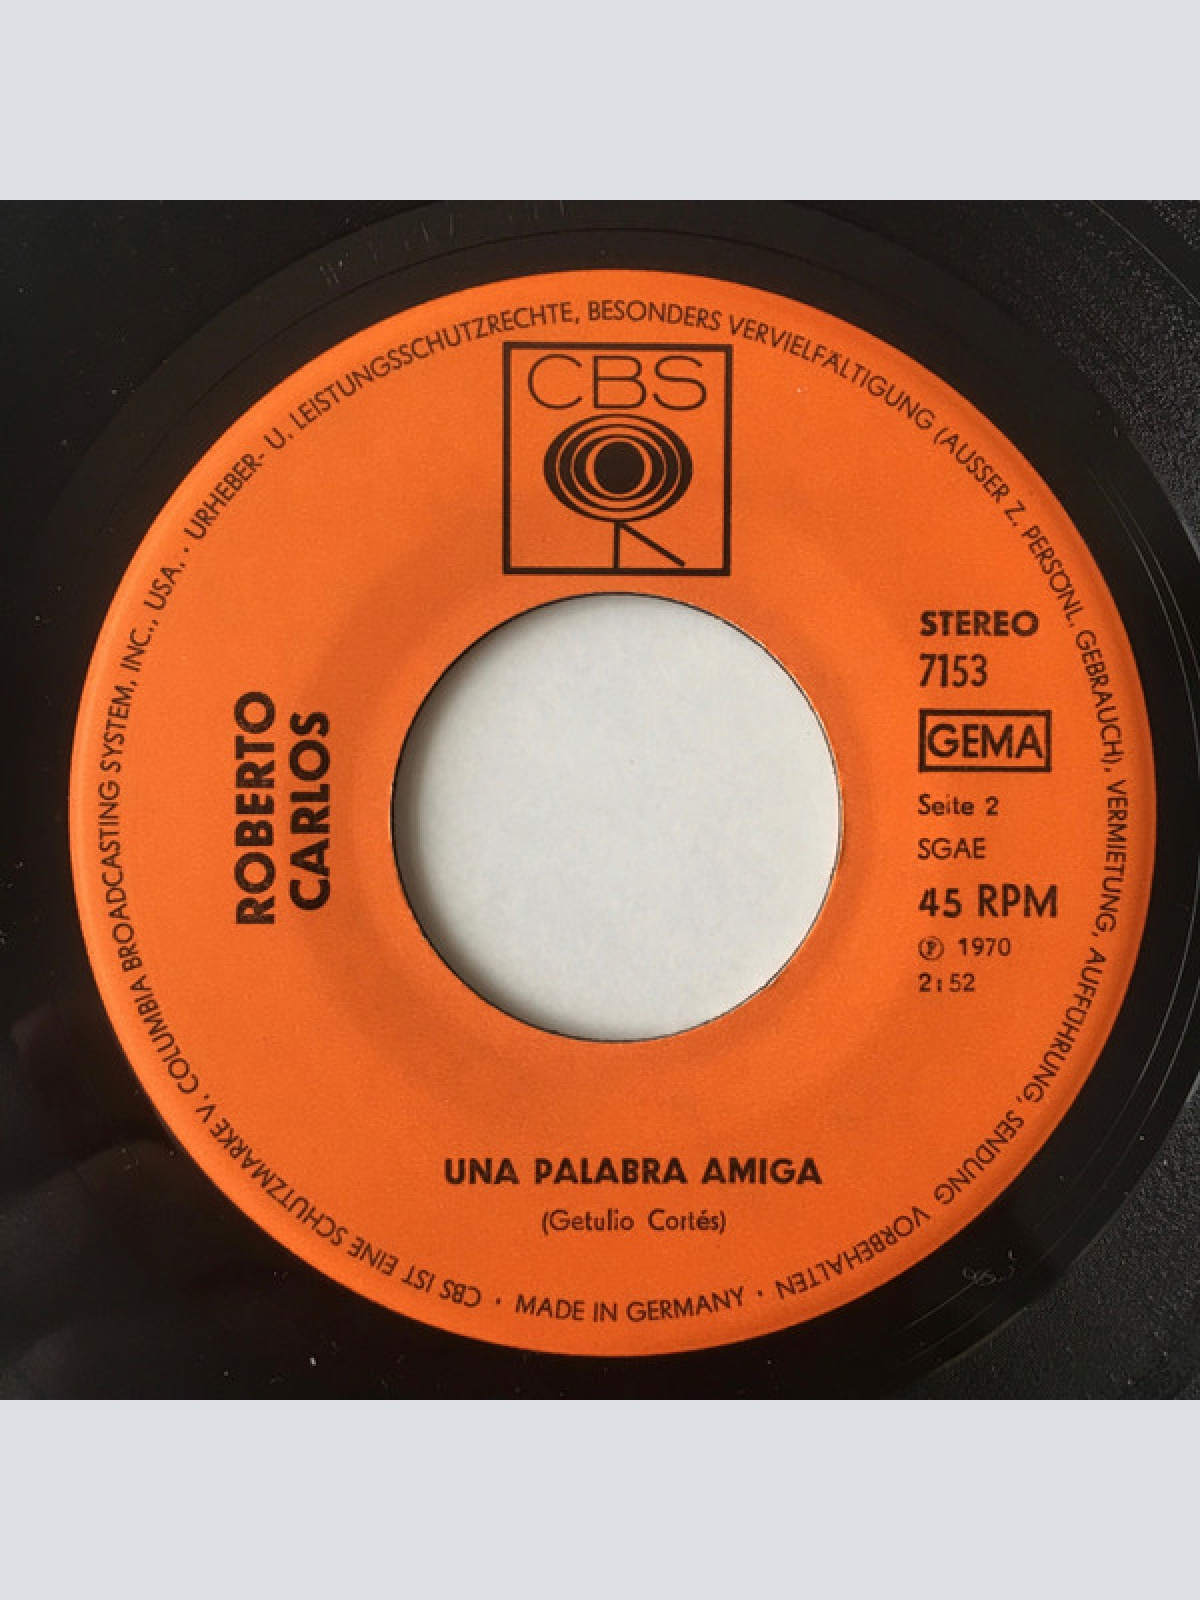 CBS
STEREO
7153
GEMA
Seite 2
SGAE
45 RPM
Ⓟ 1970
2:52
ROBERTO
CARLOS
UNA PALABRA AMIGA
(Getulio Cortés)
CBS IST EINE SCHUTZMARKE V. COLUMBIA BROADCASTING SYSTEM, INC., USA. · URHEBER- U. LEISTUNGSSCHUTZRECHTE, BESONDERS VERVIELFÄLTIGUNG (AUSSER Z. PERSÖNL. GEBRAUCH), VERMIETUNG, AUFFÜHRUNG, SENDUNG VORBEHALTEN · MADE IN GERMANY ·